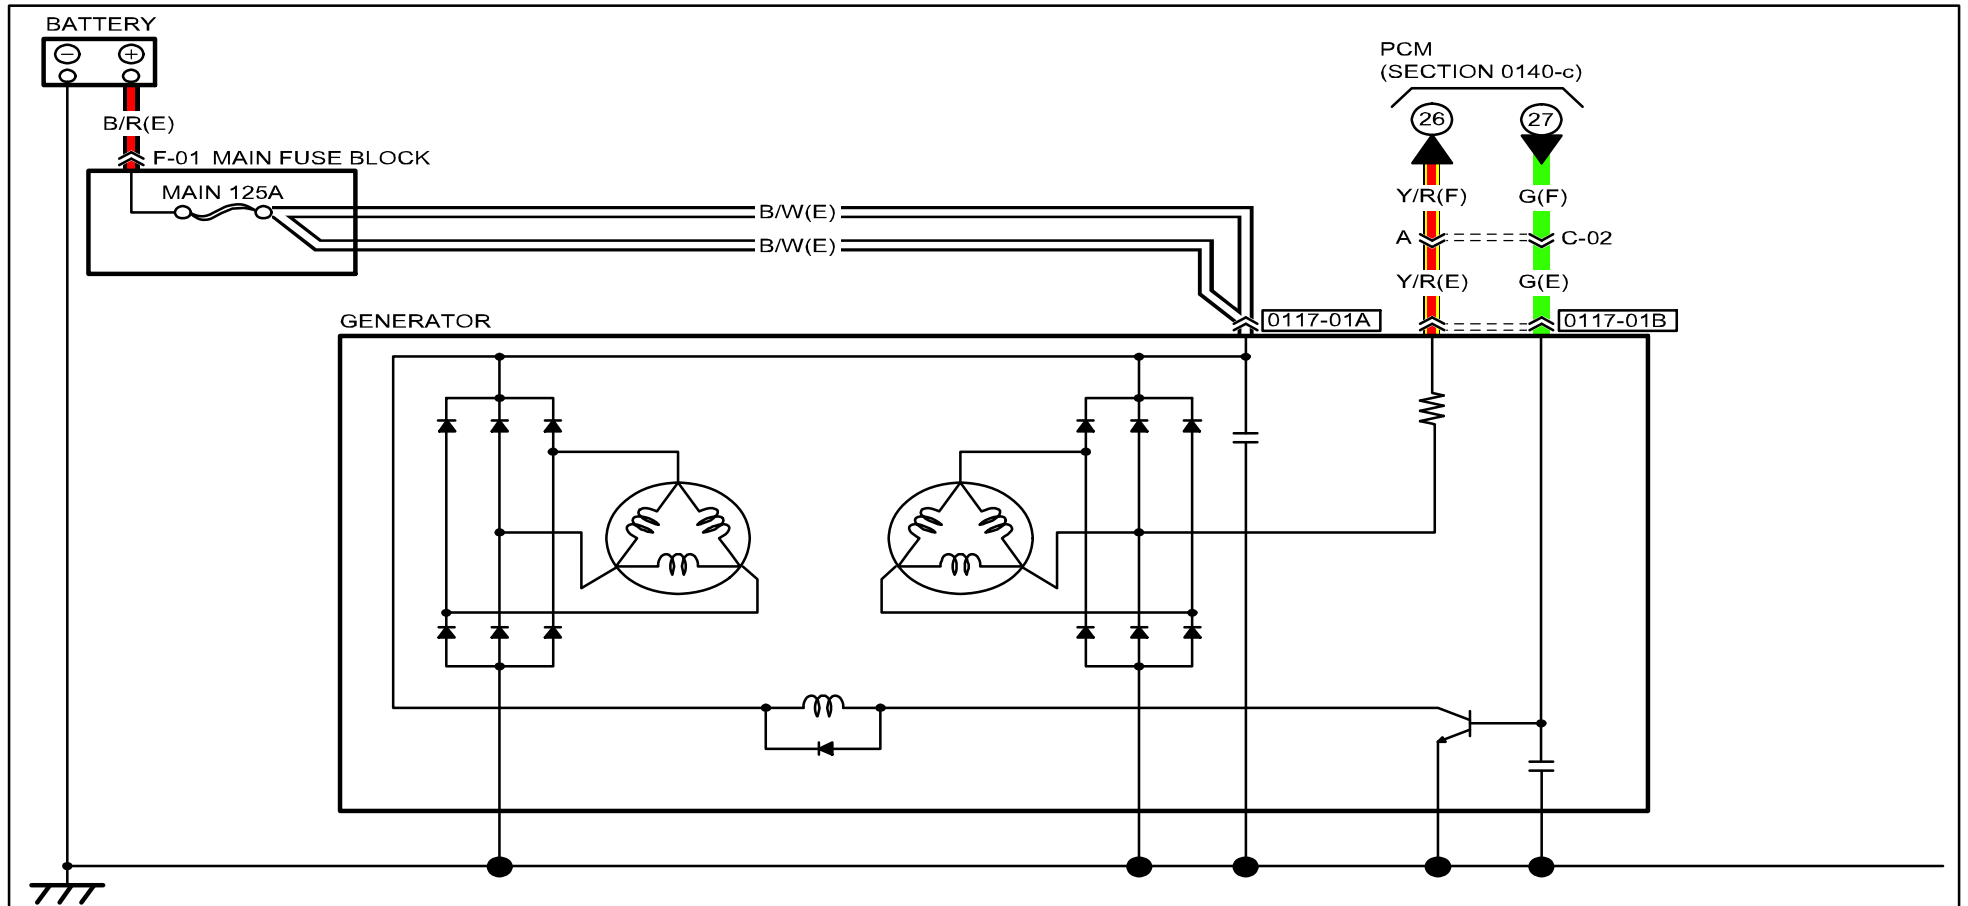 BATTERY
− +
B/R(E)
F-01 MAIN FUSE BLOCK
MAIN 125A
B/W(E)
B/W(E)
PCM
(SECTION 0140-c)
26 27
Y/R(F) G(F)
A C-02
Y/R(E) G(E)
GENERATOR
0117-01A
0117-01B